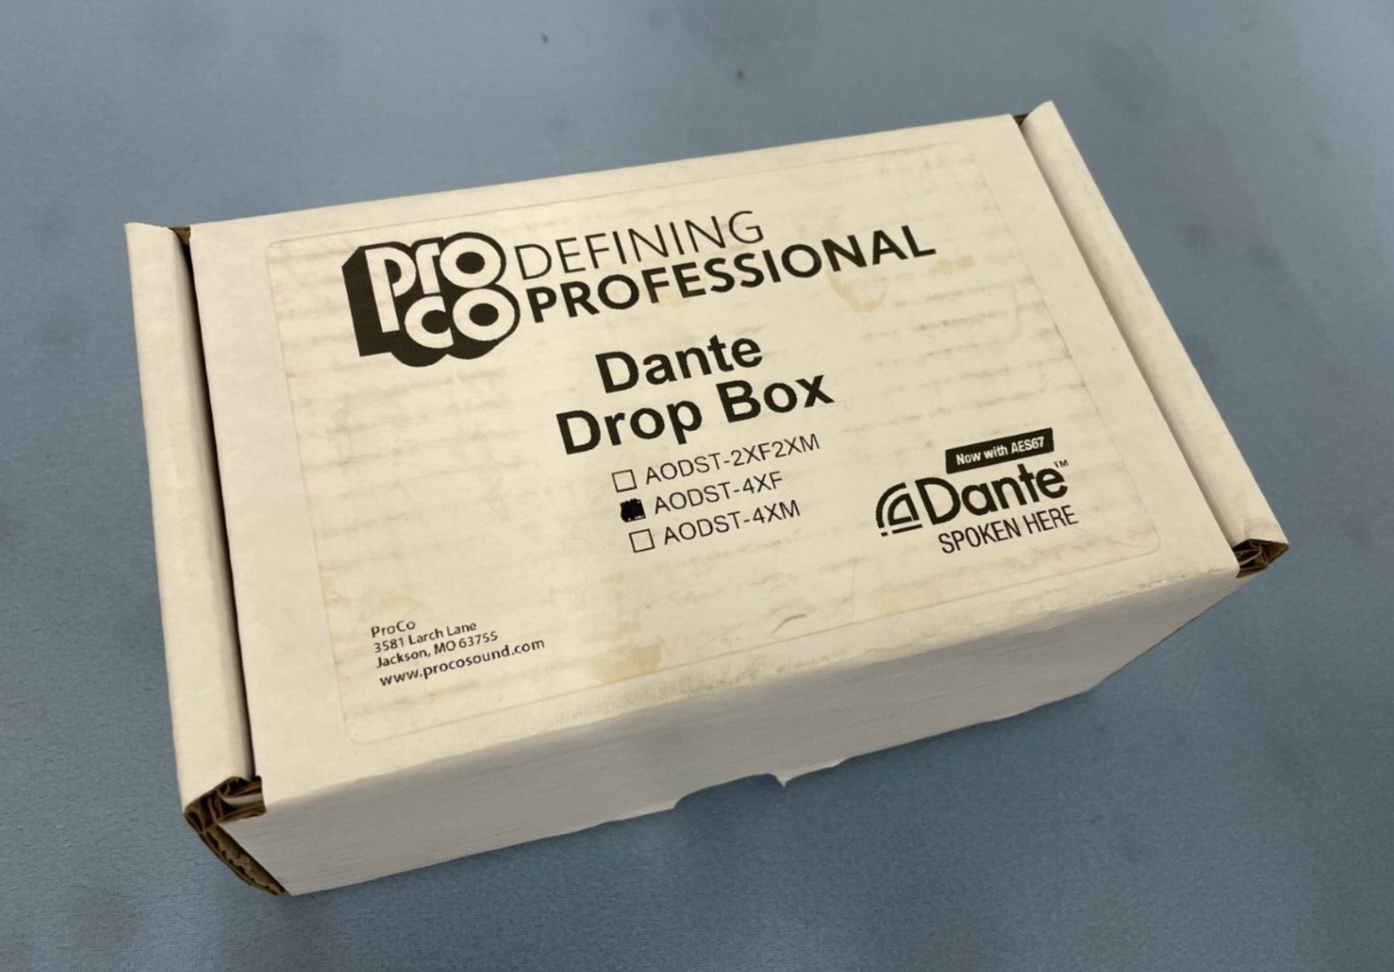 pro co
DEFINING
PROFESSIONAL
Dante
Drop Box
AODST-2XF2XM
AODST-4XF
AODST-4XM
Now with AES67
Dante™
SPOKEN HERE
ProCo
3581 Larch Lane
Jackson, MO 63755
www.procosound.com